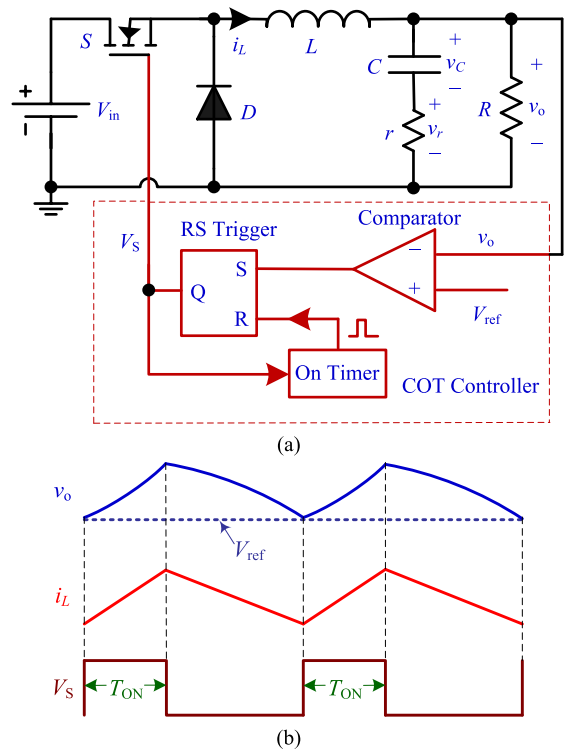 S
i_L
L
C
+
v_C
−
+
V_in
D
r
+
v_r
−
R
+
v_o
−
Comparator
RS Trigger
V_S
S
Q
R
−
+
v_o
V_ref
On Timer
COT Controller
(a)
v_o
V_ref
i_L
V_S
T_ON
T_ON
(b)